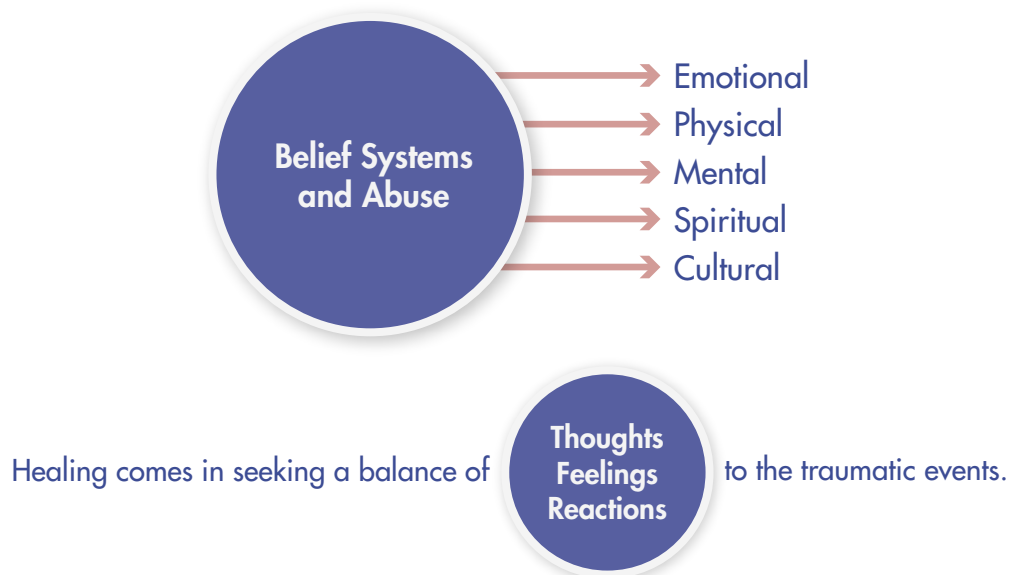 Belief Systems
and Abuse
Emotional
Physical
Mental
Spiritual
Cultural
Healing comes in seeking a balance of
Thoughts
Feelings
Reactions
to the traumatic events.